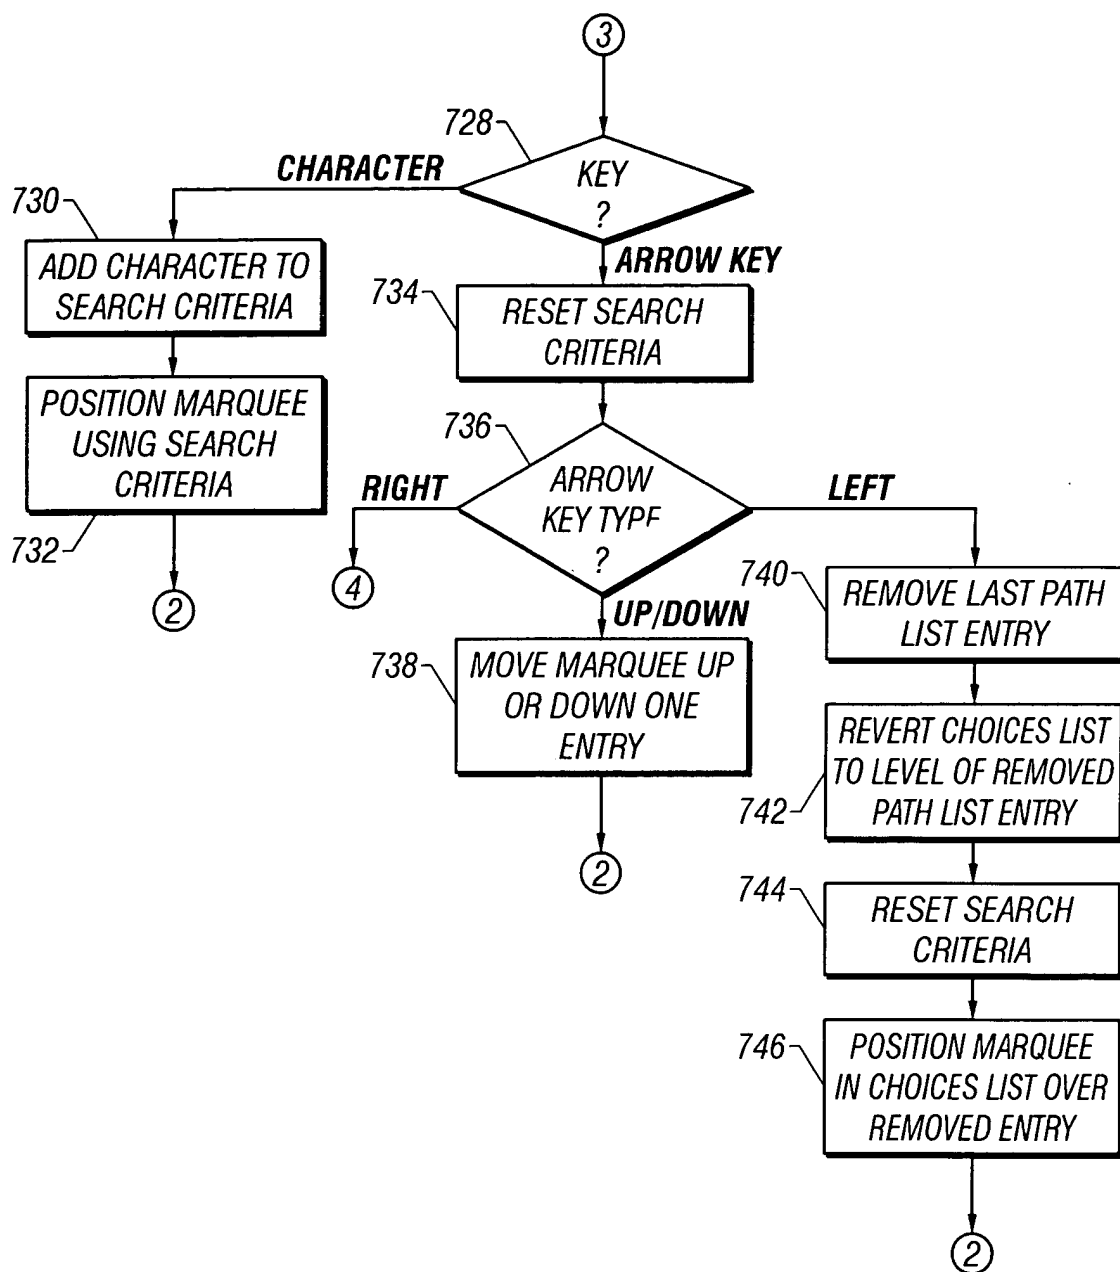 3
728
KEY
?
CHARACTER
730
ADD CHARACTER TO
SEARCH CRITERIA
ARROW KEY
734
RESET SEARCH
CRITERIA
POSITION MARQUEE
USING SEARCH
CRITERIA
732
2
736
ARROW
KEY TYPE
?
RIGHT
4
LEFT
UP/DOWN
738
MOVE MARQUEE UP
OR DOWN ONE
ENTRY
2
740
REMOVE LAST PATH
LIST ENTRY
742
REVERT CHOICES LIST
TO LEVEL OF REMOVED
PATH LIST ENTRY
744
RESET SEARCH
CRITERIA
746
POSITION MARQUEE
IN CHOICES LIST OVER
REMOVED ENTRY
2